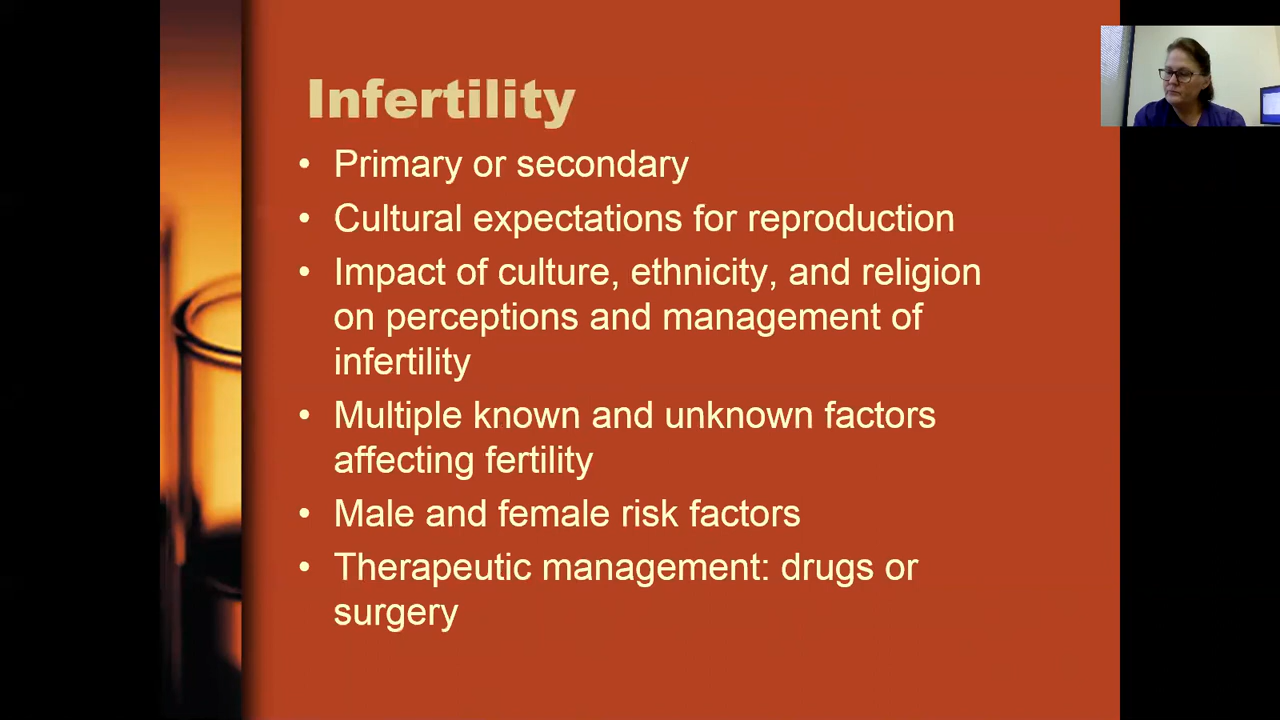 Infertility
• Primary or secondary
• Cultural expectations for reproduction
• Impact of culture, ethnicity, and religion
on perceptions and management of
infertility
• Multiple known and unknown factors
affecting fertility
• Male and female risk factors
• Therapeutic management: drugs or
surgery